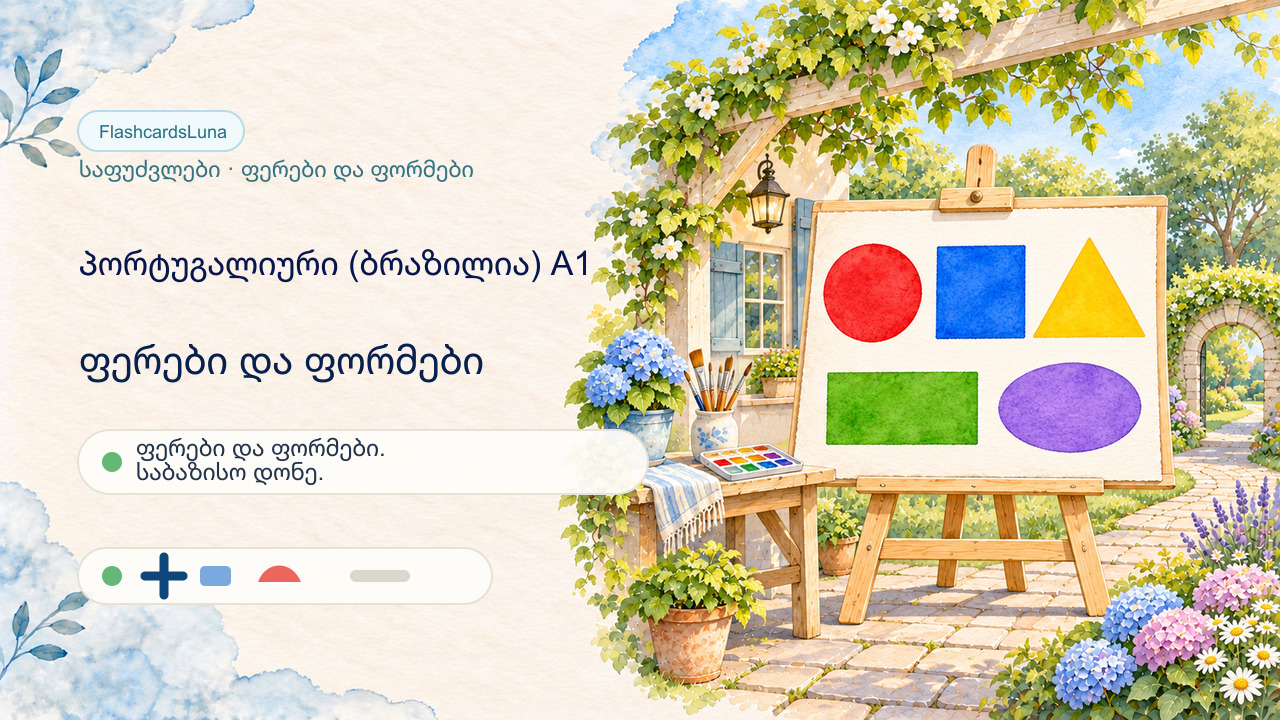 FlashcardsLuna
საფუძვლები · ფერები და ფორმები
პორტუგალიური (ბრაზილია) A1
ფერები და ფორმები
ფერები და ფორმები.
საბაზისო დონე.